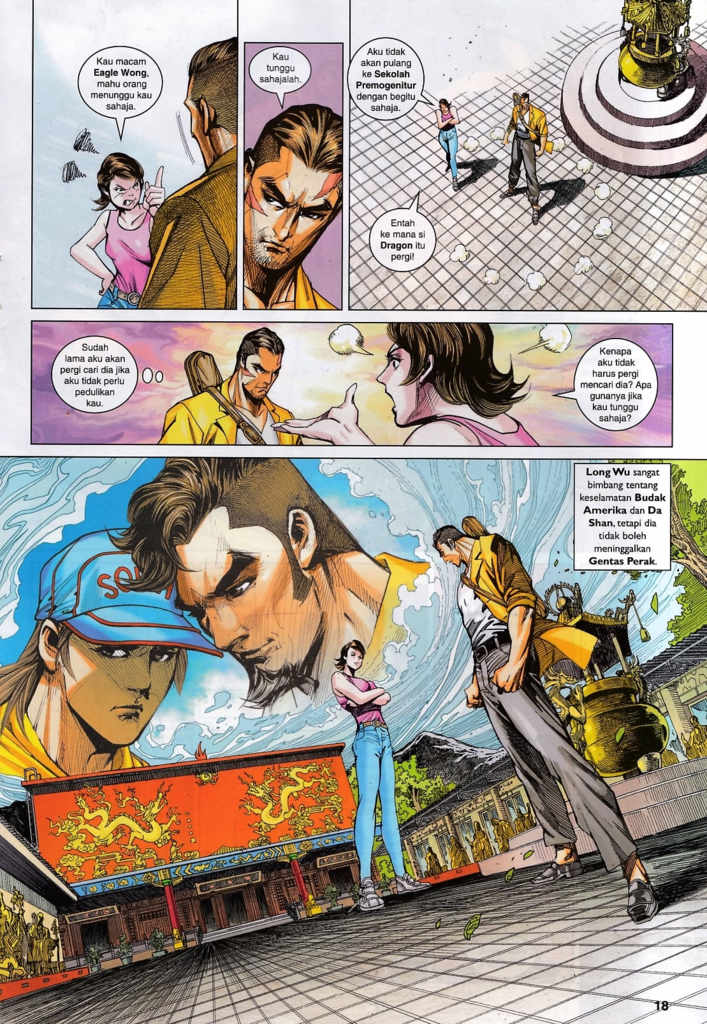 Kau macam
Eagle Wong,
mahu orang
menunggu kau
sahaja.
Kau
tunggu
sahajalah.
Aku tidak
akan pulang
ke Sekolah
Premogenitur
dengan begitu
sahaja.
Entah
ke mana si
Dragon itu
pergi!
Sudah
lama aku akan
pergi cari dia jika
aku tidak perlu
pedulikan
kau.
Kenapa
aku tidak
harus pergi
mencari dia? Apa
gunanya jika
kau tunggu
sahaja?
Long Wu sangat
bimbang tentang
keselamatan Budak
Amerika dan Da
Shan, tetapi dia
tidak boleh
meninggalkan
Gentas Perak.
18